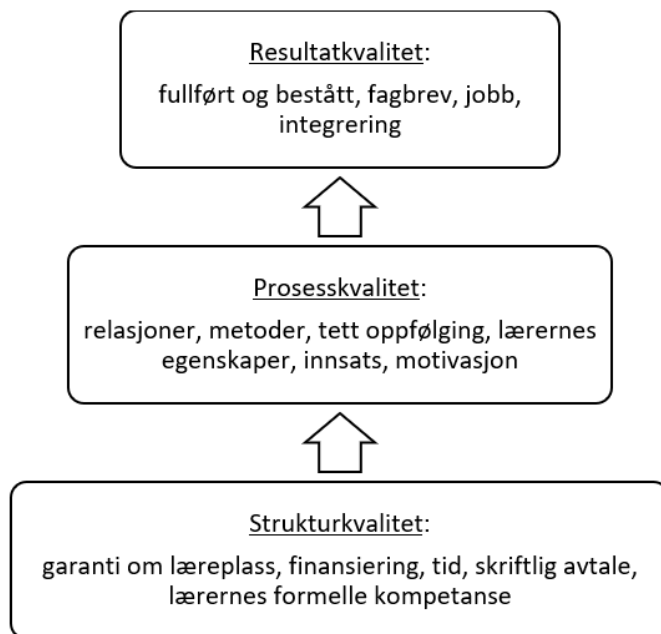 Resultatkvalitet:
fullført og bestått, fagbrev, jobb,
integrering
Prosesskvalitet:
relasjoner, metoder, tett oppfølging, lærernes
egenskaper, innsats, motivasjon
Strukturkvalitet:
garanti om læreplass, finansiering, tid, skriftlig avtale,
lærernes formelle kompetanse